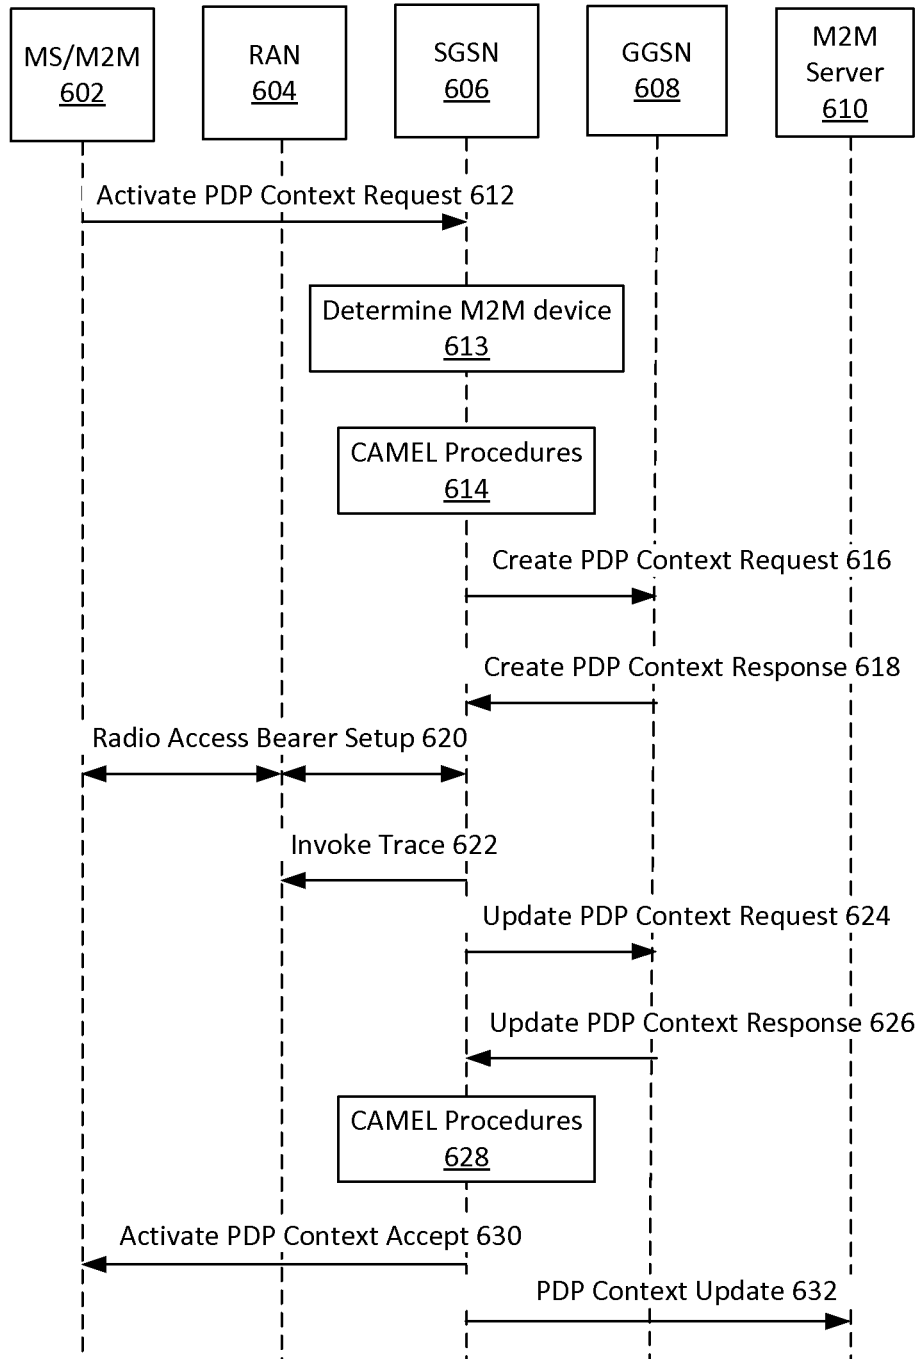 MS/M2M
602
RAN
604
SGSN
606
GGSN
608
M2M
Server
610
Activate PDP Context Request 612
Determine M2M device
613
CAMEL Procedures
614
Create PDP Context Request 616
Create PDP Context Response 618
Radio Access Bearer Setup 620
Invoke Trace 622
Update PDP Context Request 624
Update PDP Context Response 626
CAMEL Procedures
628
Activate PDP Context Accept 630
PDP Context Update 632